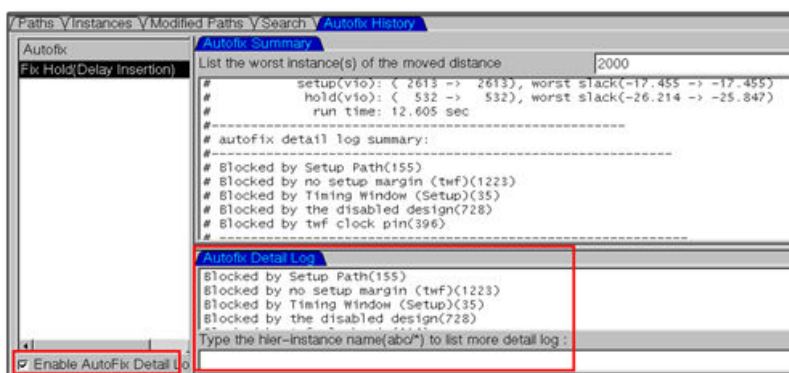 Paths Instances Modified Paths Search Autofix History
Autofix
Fix Hold(Delay Insertion)
Enable AutoFix Detail Lo
Autofix Summary
List the worst instance(s) of the moved distance 2000
# setup(vio): ( 2613 -> 2613), worst slack(-17.455 -> -17.455)
# hold(vio): ( 532 -> 532), worst slack(-26.214 -> -25.847)
# run time: 12.605 sec
#------------------------------------------------------------
# autofix detail log summary:
#------------------------------------------------------------------
# Blocked by Setup Path(155)
# Blocked by no setup margin (twf)(1223)
# Blocked by Timing Window (Setup)(35)
# Blocked by the disabled design(728)
# Blocked by twf clock pin(396)
# --------------------------------------------------------------------
Autofix Detail Log
Blocked by Setup Path(155)
Blocked by no setup margin (twf)(1223)
Blocked by Timing Window (Setup)(35)
Blocked by the disabled design(728)
Type the hier-instance name(abc/*) to list more detail log :